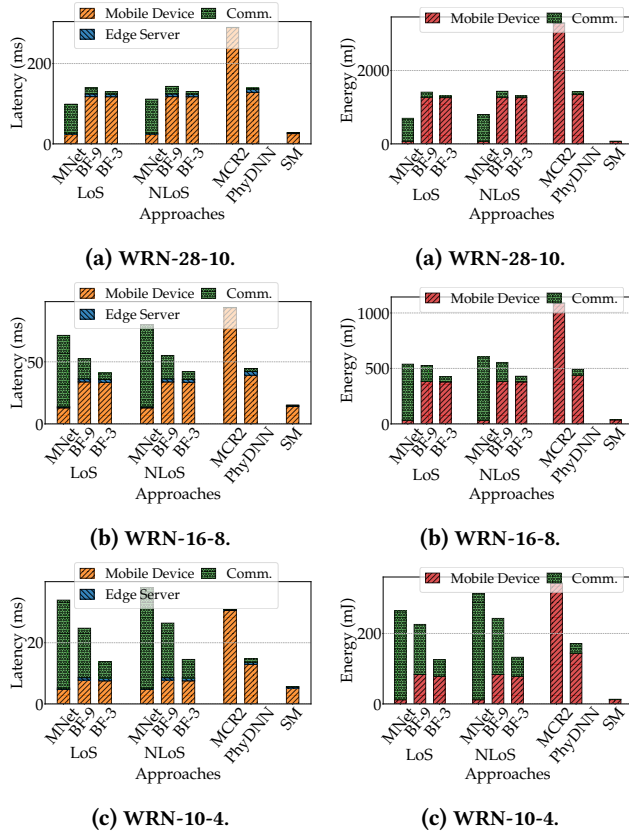 Mobile Device Comm.
Edge Server
Latency (ms)
200
0
MNet BF-9 BF-3 MNet BF-9 BF-3 MCR2 PhyDNN SM
LoS NLoS
Approaches
(a) WRN-28-10.
Mobile Device Comm.
Energy (mJ)
2000
0
MNet BF-9 BF-3 MNet BF-9 BF-3 MCR2 PhyDNN SM
LoS NLoS
Approaches
(a) WRN-28-10.
Mobile Device Comm.
Edge Server
Latency (ms)
50
0
MNet BF-9 BF-3 MNet BF-9 BF-3 MCR2 PhyDNN SM
LoS NLoS
Approaches
(b) WRN-16-8.
Mobile Device Comm.
Energy (mJ)
1000
500
0
MNet BF-9 BF-3 MNet BF-9 BF-3 MCR2 PhyDNN SM
LoS NLoS
Approaches
(b) WRN-16-8.
Mobile Device Comm.
Edge Server
Latency (ms)
20
0
MNet BF-9 BF-3 MNet BF-9 BF-3 MCR2 PhyDNN SM
LoS NLoS
Approaches
(c) WRN-10-4.
Mobile Device Comm.
Energy (mJ)
200
0
MNet BF-9 BF-3 MNet BF-9 BF-3 MCR2 PhyDNN SM
LoS NLoS
Approaches
(c) WRN-10-4.